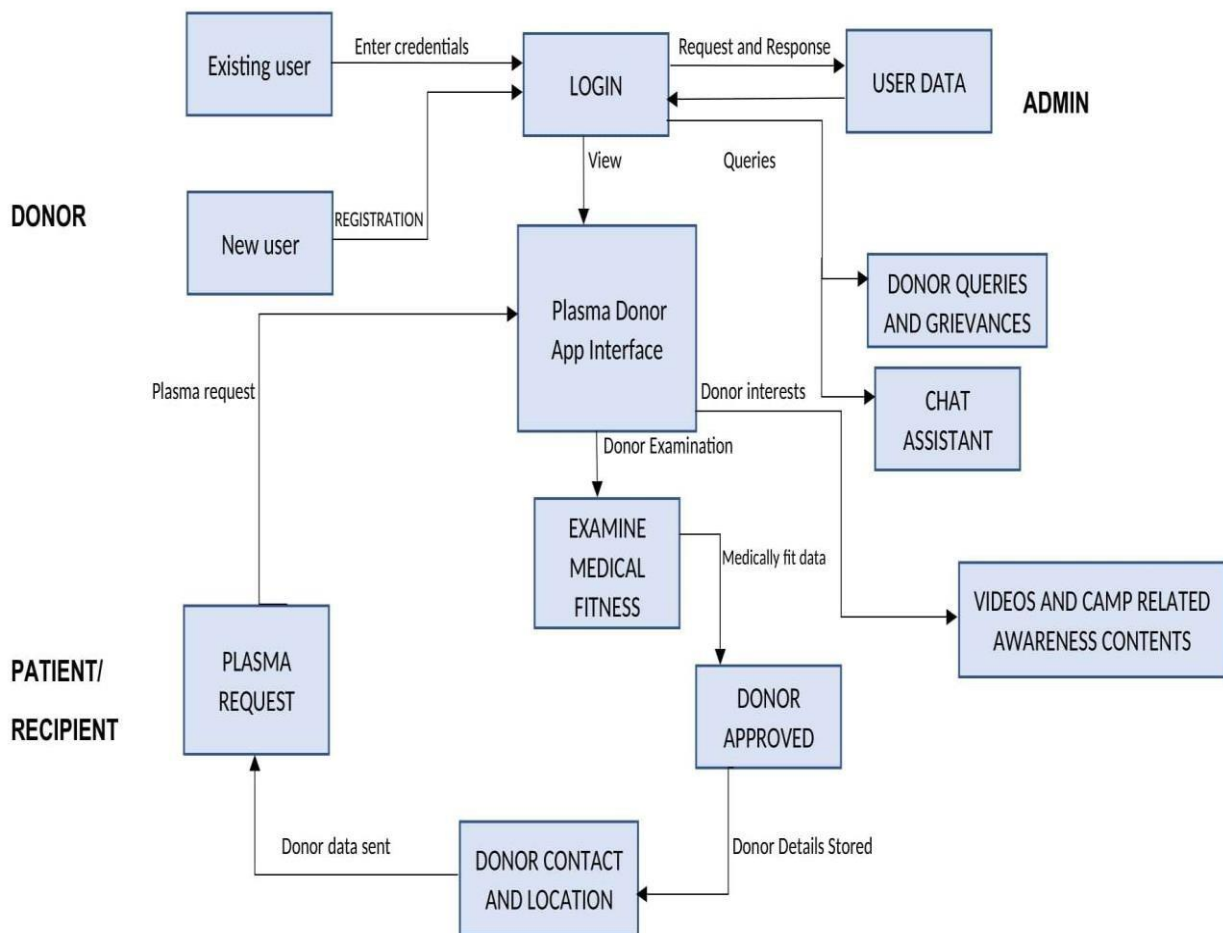 Existing user
Enter credentials
LOGIN
Request and Response
USER DATA
ADMIN
View
Queries
DONOR
New user
REGISTRATION
DONOR QUERIES
AND GRIEVANCES
Plasma Donor
App Interface
Plasma request
Donor interests
CHAT
ASSISTANT
Donor Examination
EXAMINE
MEDICAL
FITNESS
Medically fit data
VIDEOS AND CAMP RELATED
AWARENESS CONTENTS
PATIENT/
RECIPIENT
PLASMA
REQUEST
DONOR
APPROVED
Donor data sent
DONOR CONTACT
AND LOCATION
Donor Details Stored